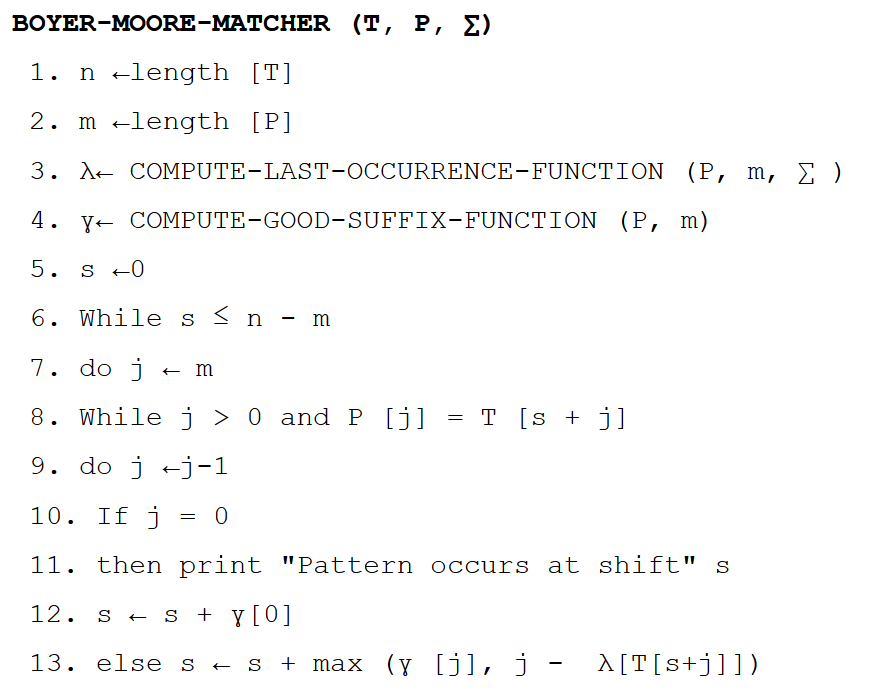 BOYER-MOORE-MATCHER (T, P, ∑)
1. n ←length [T]
2. m ←length [P]
3. λ← COMPUTE-LAST-OCCURRENCE-FUNCTION (P, m, ∑ )
4. ɣ← COMPUTE-GOOD-SUFFIX-FUNCTION (P, m)
5. s ←0
6. While s ≤ n - m
7. do j ← m
8. While j > 0 and P [j] = T [s + j]
9. do j ←j-1
10. If j = 0
11. then print "Pattern occurs at shift" s
12. s ← s + ɣ[0]
13. else s ← s + max (ɣ [j], j -  λ[T[s+j]])